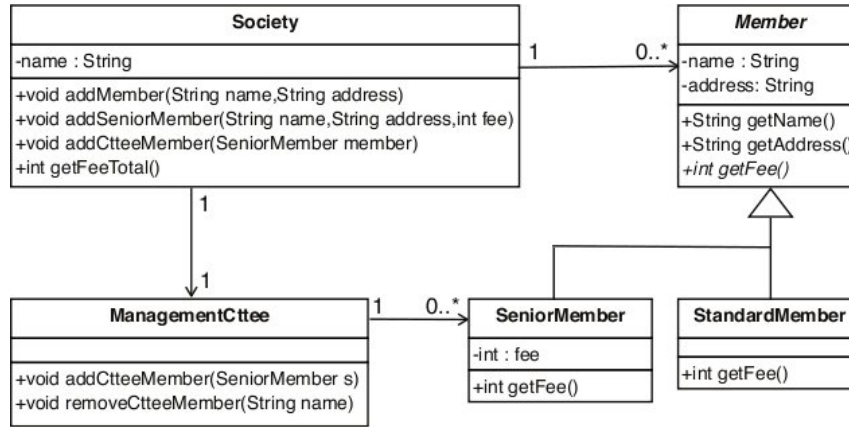 Society
-name : String
+void addMember(String name,String address)
+void addSeniorMember(String name,String address,int fee)
+void addCtteeMember(SeniorMember member)
+int getFeeTotal()
1
0..*
Member
-name : String
-address: String
+String getName()
+String getAddress()
+int getFee()
1
1
ManagementCttee
+void addCtteeMember(SeniorMember s)
+void removeCtteeMember(String name)
1
0..*
SeniorMember
-int : fee
+int getFee()
StandardMember
+int getFee()